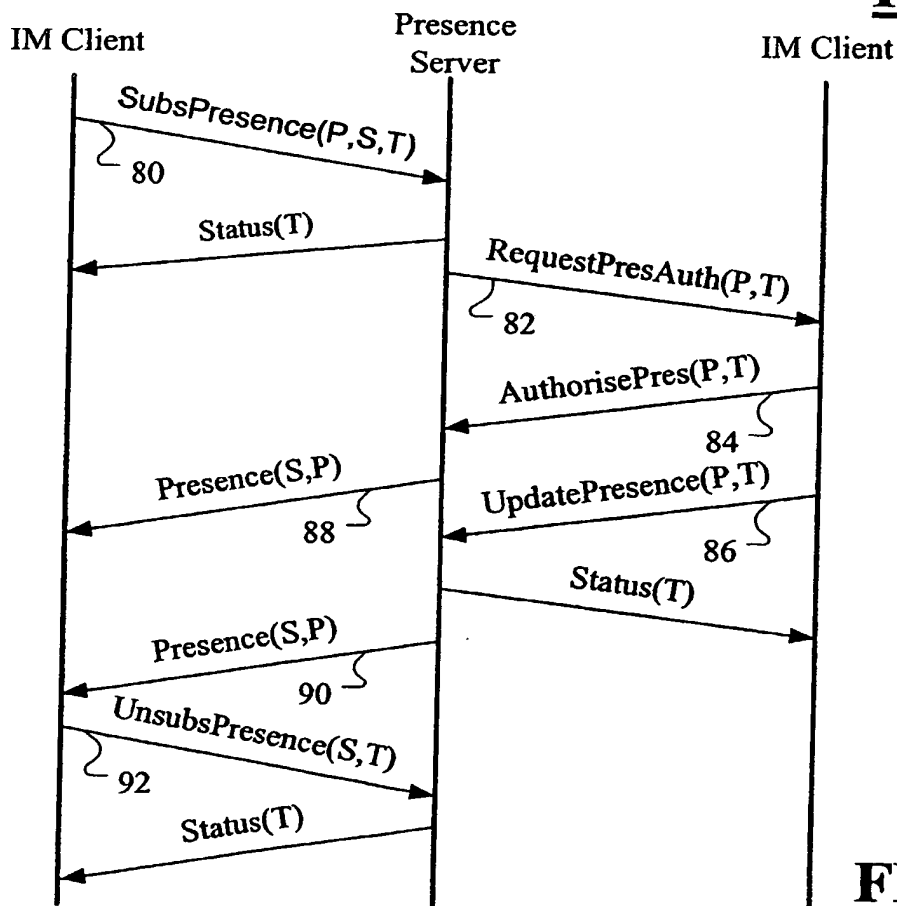 IM Client
Presence
Server
IM Client
SubsPresence(P,S,T)
80
Status(T)
RequestPresAuth(P,T)
82
AuthorisePres(P,T)
84
Presence(S,P)
88
UpdatePresence(P,T)
86
Status(T)
Presence(S,P)
90
UnsubsPresence(S,T)
92
Status(T)